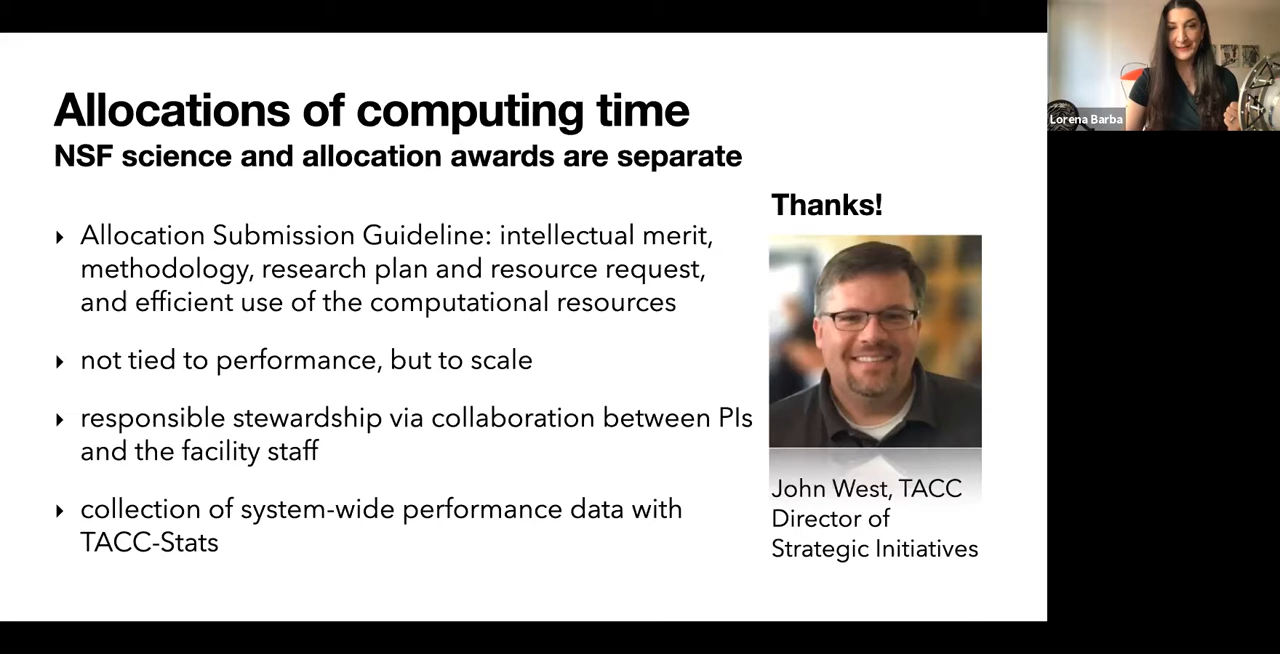 Allocations of computing time
NSF science and allocation awards are separate
Allocation Submission Guideline: intellectual merit,
methodology, research plan and resource request,
and efficient use of the computational resources
not tied to performance, but to scale
responsible stewardship via collaboration between PIs
and the facility staff
collection of system-wide performance data with
TACC-Stats
Thanks!
John West, TACC
Director of
Strategic Initiatives
Lorena Barba